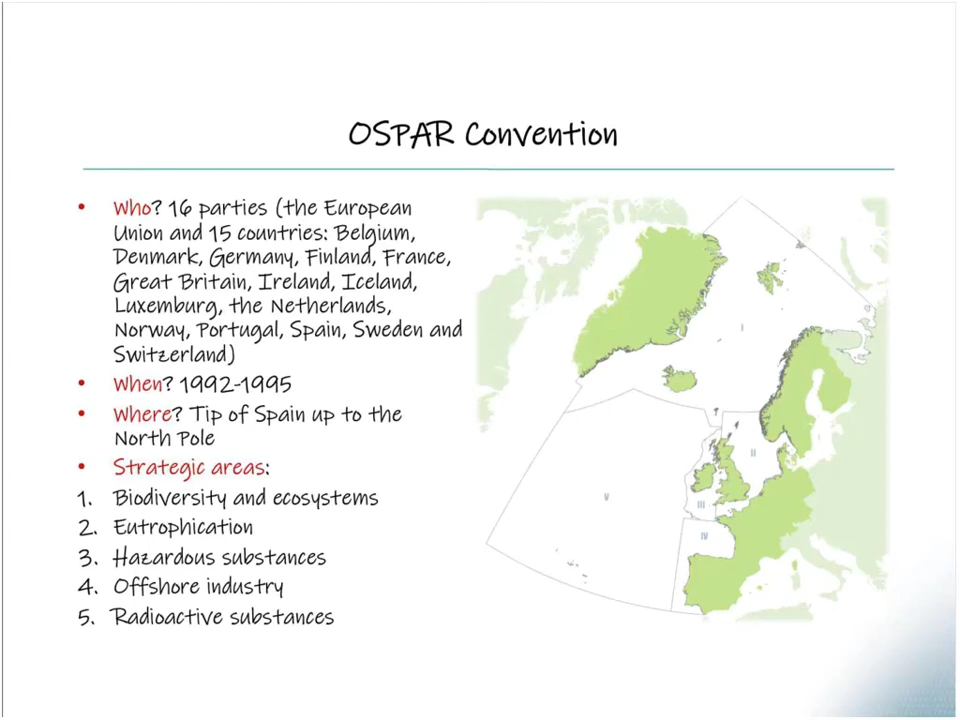 OSPAR Convention
• Who? 16 parties (the European
Union and 15 countries: Belgium,
Denmark, Germany, Finland, France,
Great Britain, Ireland, Iceland,
Luxemburg, the Netherlands,
Norway, Portugal, Spain, Sweden and
Switzerland)
• When? 1992-1995
• Where? Tip of Spain up to the
North Pole
• Strategic areas:
1. Biodiversity and ecosystems
2. Eutrophication
3. Hazardous substances
4. Offshore industry
5. Radioactive substances
I
II
V
III
IV